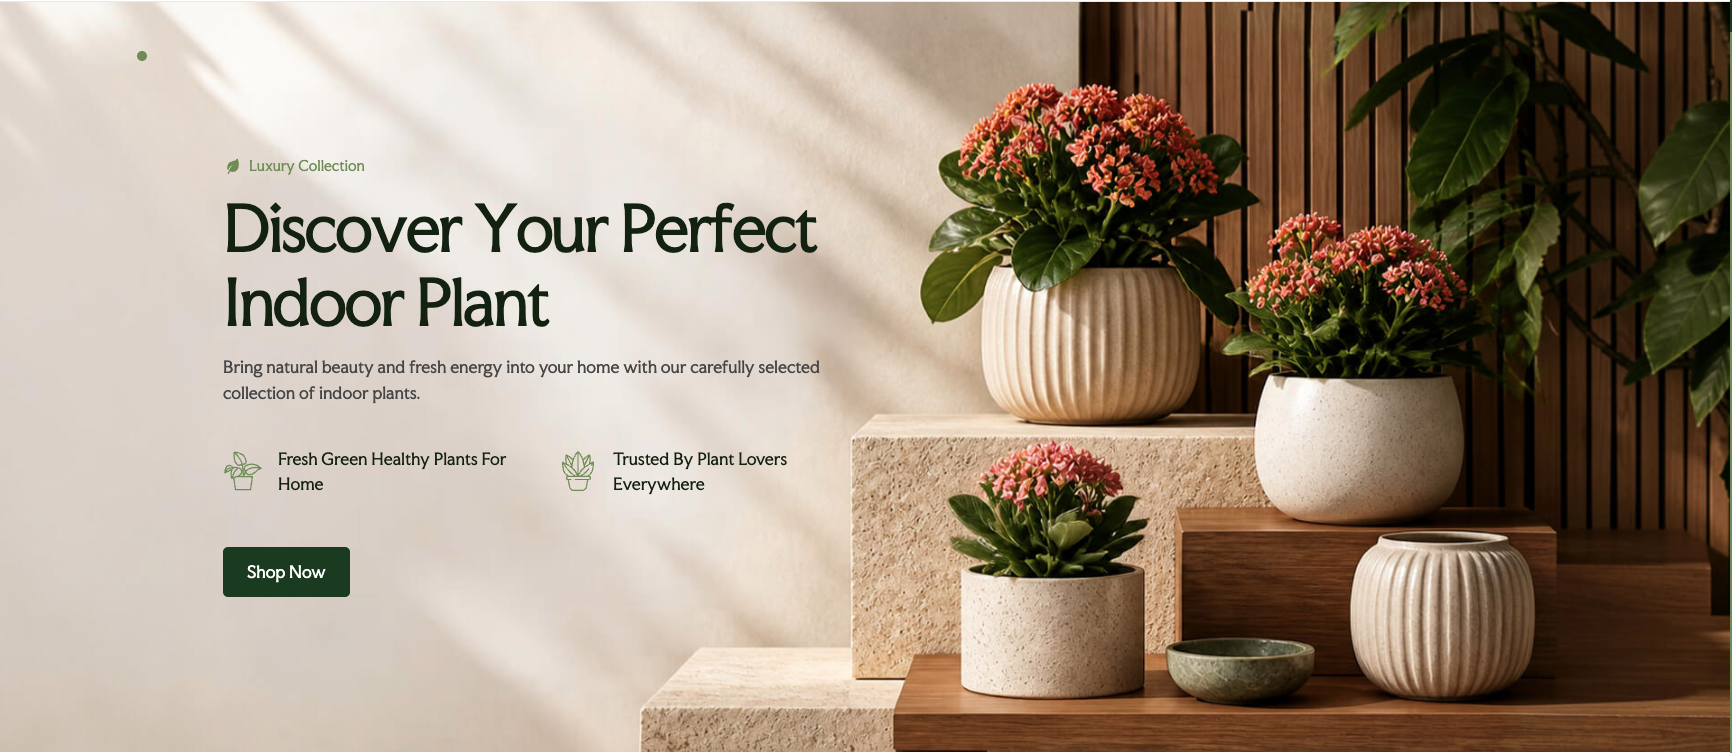 Luxury Collection
Discover Your Perfect
Indoor Plant
Bring natural beauty and fresh energy into your home with our carefully selected
collection of indoor plants.
Fresh Green Healthy Plants For
Home
Trusted By Plant Lovers
Everywhere
Shop Now